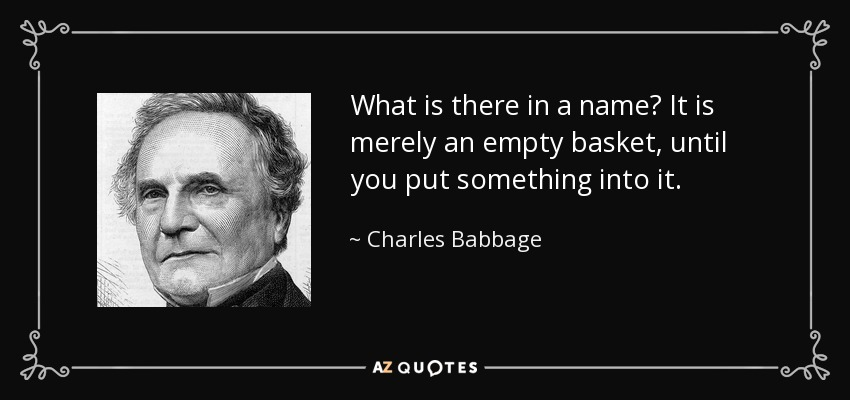 What is there in a name? It is
merely an empty basket, until
you put something into it.
~ Charles Babbage
AZ QUOTES